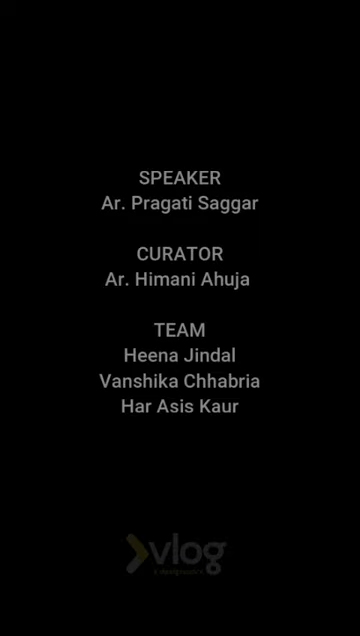 SPEAKER
Ar. Pragati Saggar
CURATOR
Ar. Himani Ahuja
TEAM
Heena Jindal
Vanshika Chhabria
Har Asis Kaur
vlog